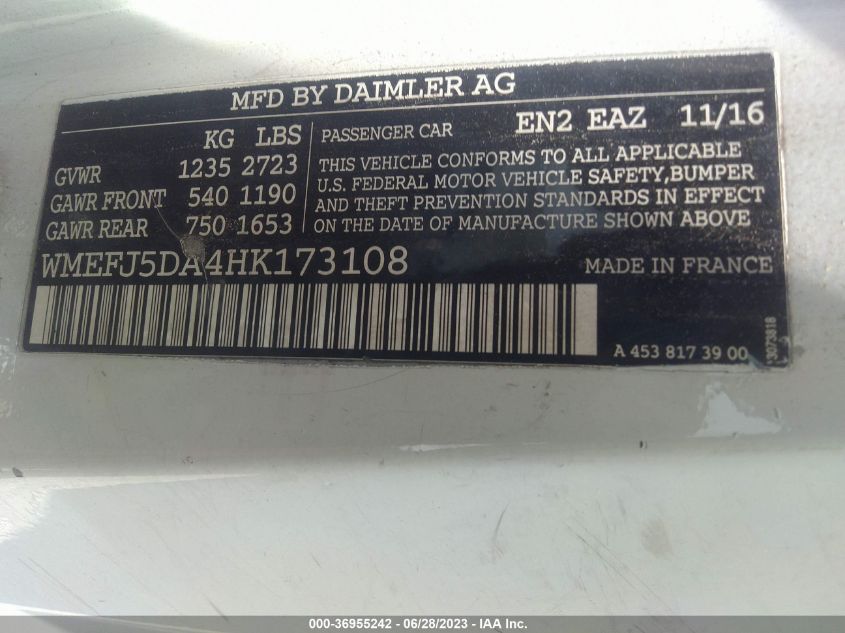 MFD BY DAIMLER AG
KG LBS
GVWR 1235 2723
GAWR FRONT 540 1190
GAWR REAR 750 1653
PASSENGER CAR EN2 EAZ 11/16
THIS VEHICLE CONFORMS TO ALL APPLICABLE
U.S. FEDERAL MOTOR VEHICLE SAFETY,BUMPER
AND THEFT PREVENTION STANDARDS IN EFFECT
ON THE DATE OF MANUFACTURE SHOWN ABOVE
WMEFJ5DA4HK173108
MADE IN FRANCE
A 453 817 39 00
000-36955242 - 06/28/2023 - IAA Inc.